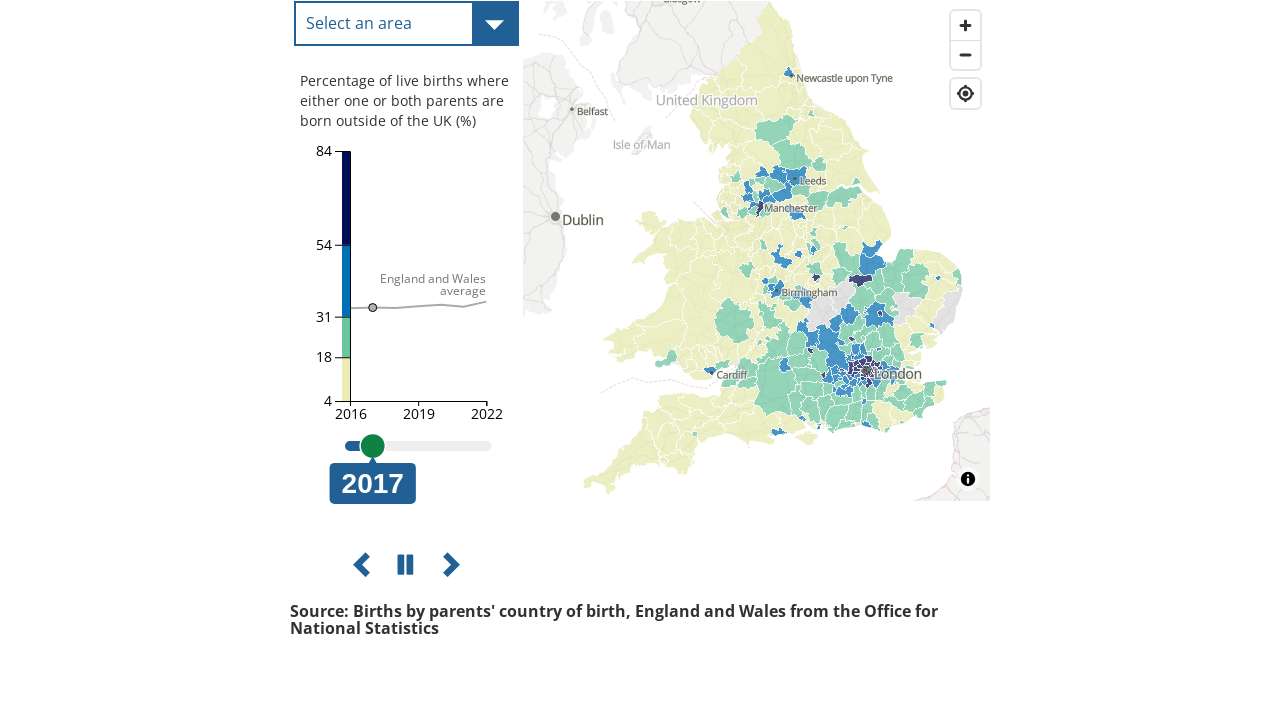 Select an area
Percentage of live births where
either one or both parents are
born outside of the UK (%)
84
54
31
18
4
England and Wales
average
2016
2019
2022
2017
Newcastle upon Tyne
United Kingdom
Belfast
Isle of Man
Leeds
Manchester
Dublin
Birmingham
Cardiff
London
Source: Births by parents' country of birth, England and Wales from the Office for
National Statistics